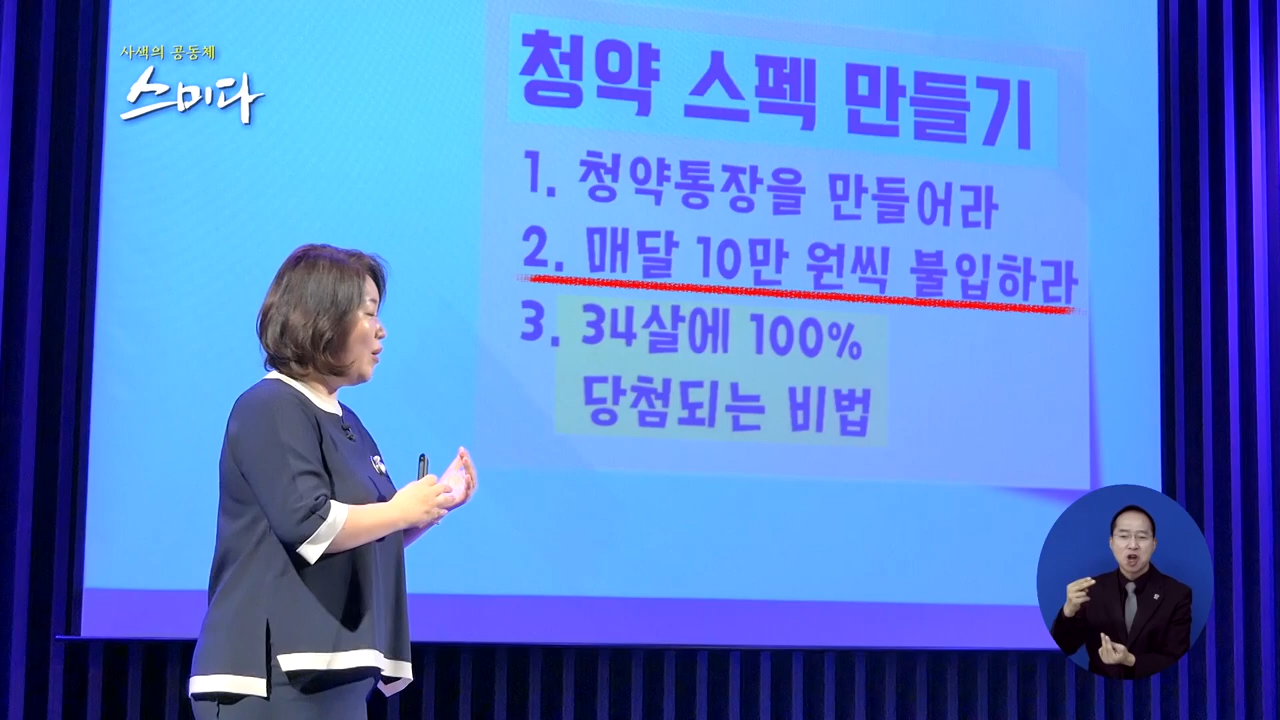 사색의 공동체
스미다
청약 스펙 만들기
1. 청약통장을 만들어라
2. 매달 10만 원씩 불입하라
3. 34살에 100%
당첨되는 비법